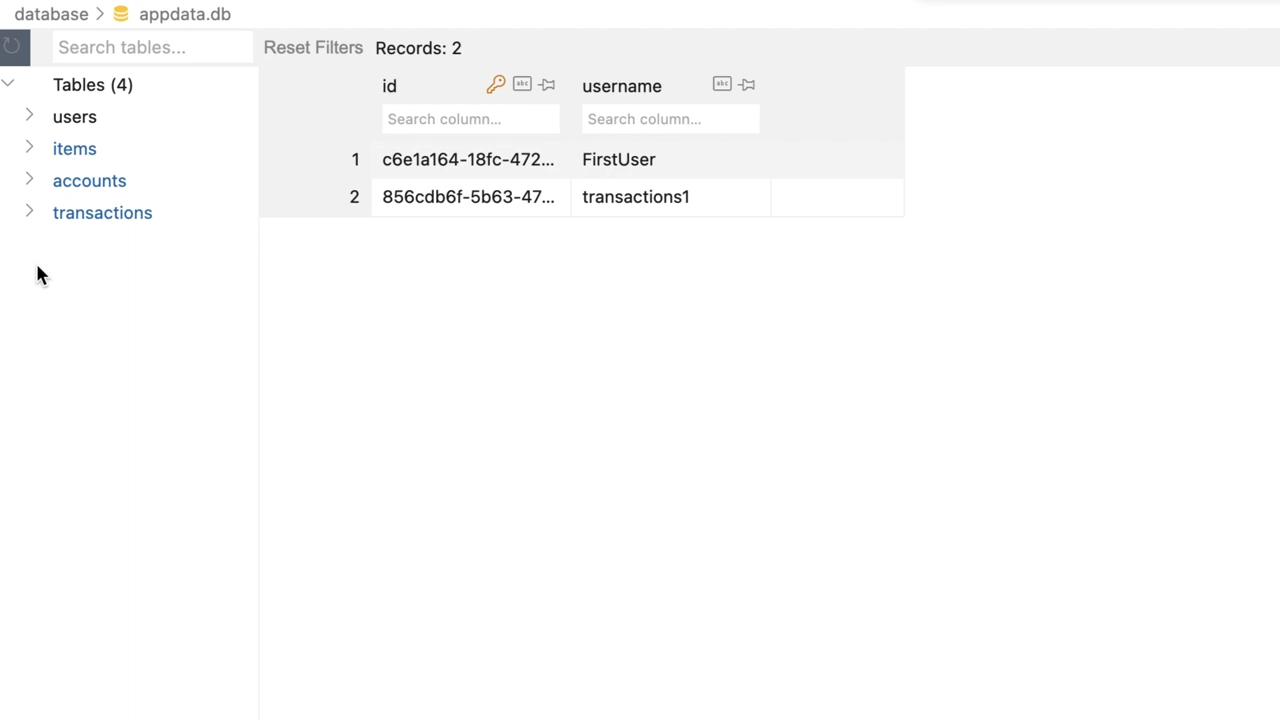 database > appdata.db
Search tables... Reset Filters Records: 2
Tables (4)
users
items
accounts
transactions
id username
Search column... Search column...
1 c6e1a164-18fc-472... FirstUser
2 856cdb6f-5b63-47... transactions1